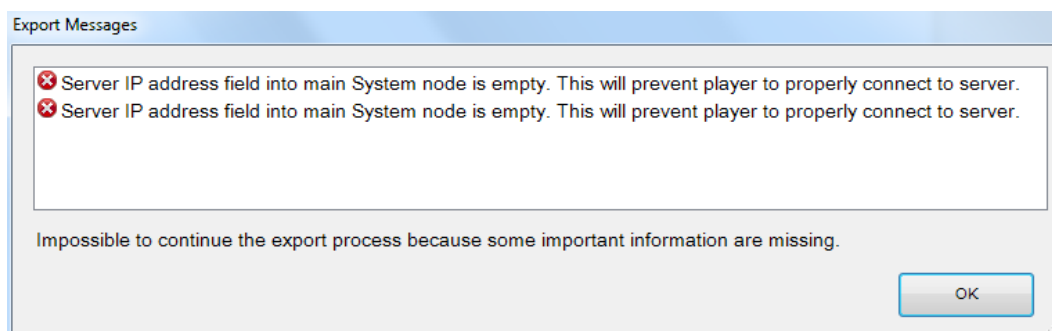 Export Messages
Server IP address field into main System node is empty. This will prevent player to properly connect to server.
Server IP address field into main System node is empty. This will prevent player to properly connect to server.
Impossible to continue the export process because some important information are missing.
OK